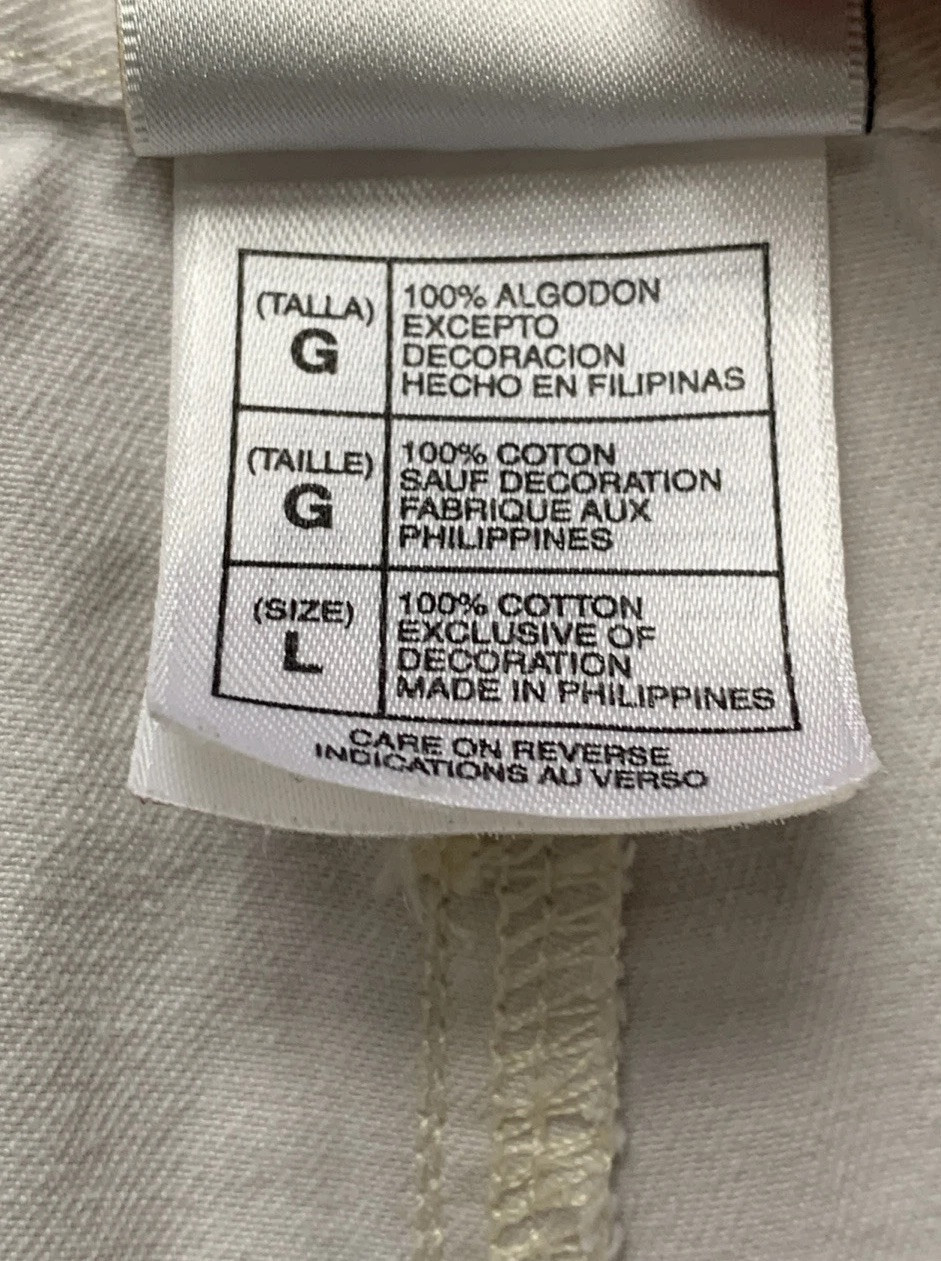 (TALLA)
G
100% ALGODON
EXCEPTO
DECORACION
HECHO EN FILIPINAS
(TAILLE)
G
100% COTON
SAUF DECORATION
FABRIQUE AUX
PHILIPPINES
(SIZE)
L
100% COTTON
EXCLUSIVE OF
DECORATION
MADE IN PHILIPPINES
CARE ON REVERSE
INDICATIONS AU VERSO